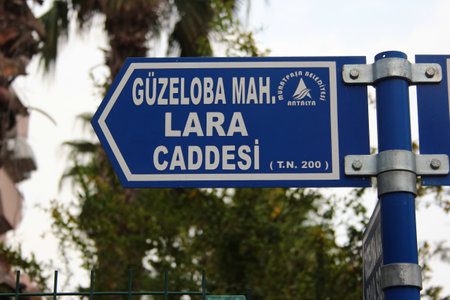 GÜZELOBA MAH.
LARA
CADDESİ
( T.N. 200 )
MURATPAŞA BELEDİYESİ
ANTALYA